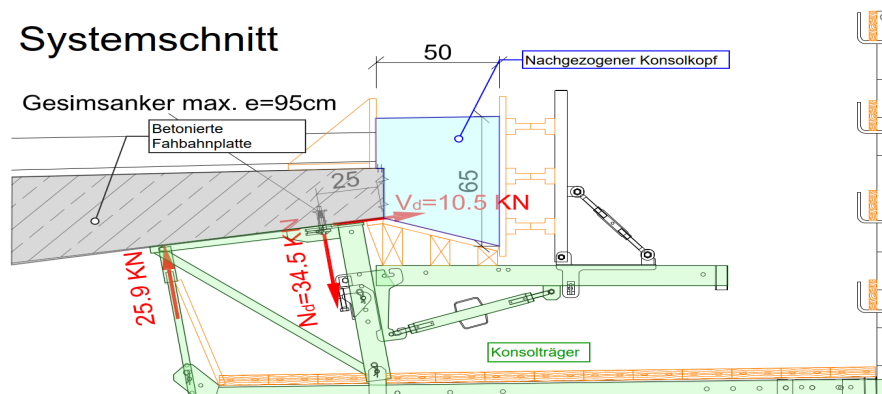 Systemschnitt
50
Nachgezogener Konsolkopf
Gesimsanker max. e=95cm
Betonierte
Fahbahnplatte
25
65
Vd=10.5 KN
Nd=34.5 KN
25.9 KN
Konsolträger